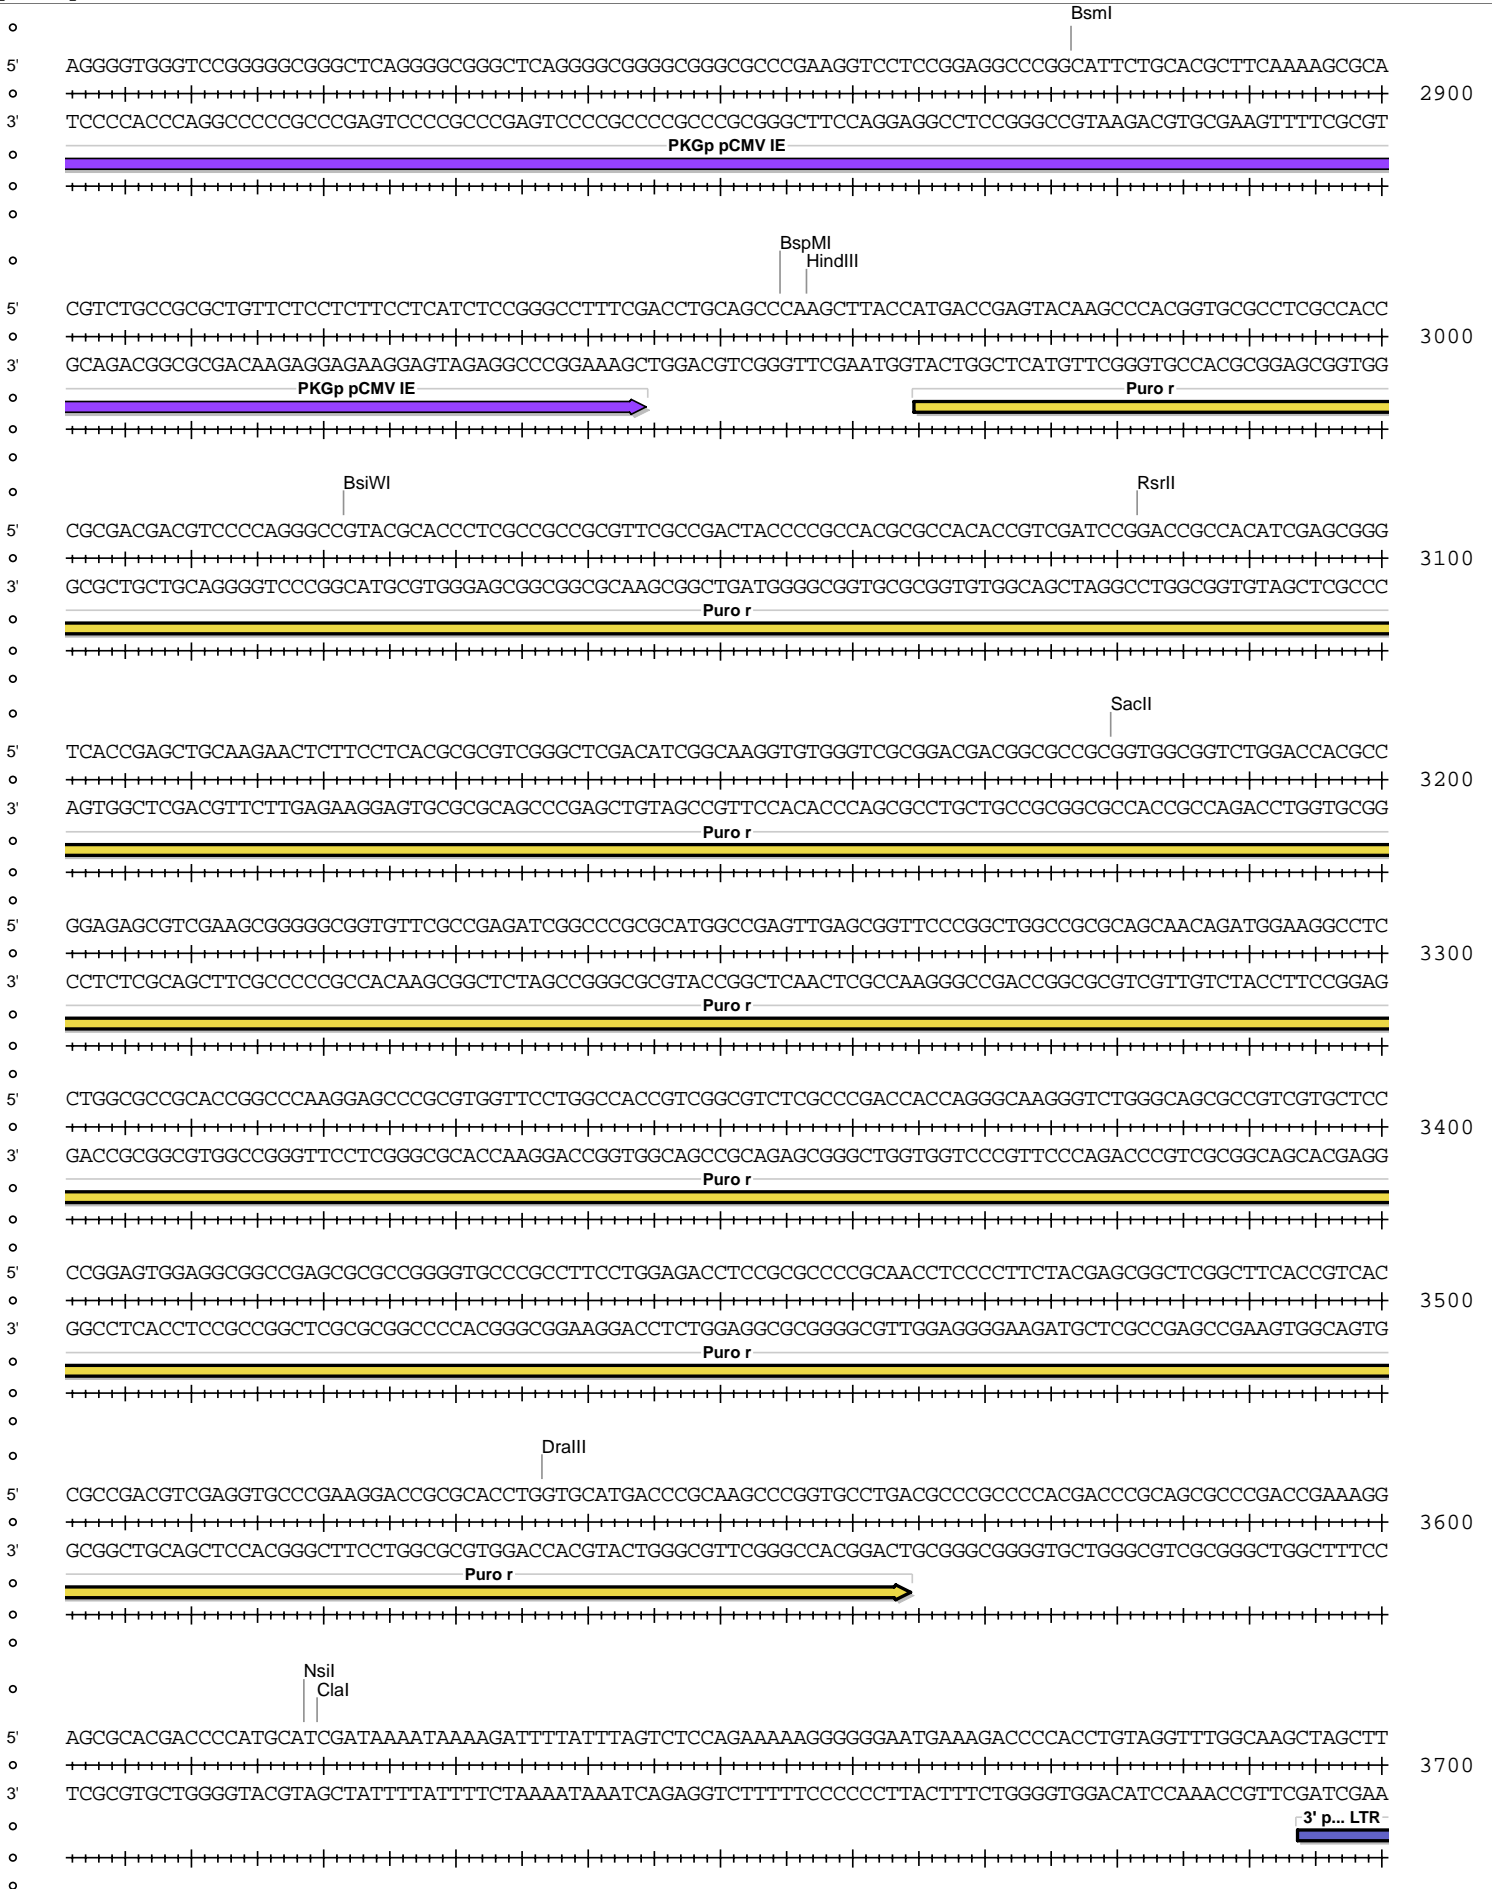 BsmI
5' AGGGGTGGGTCCGGGGGCGGGCTCAGGGGCGGGCTCAGGGGCGGGGCGGGCGCCCGAAGGTCCTCCGGAGGCCCGGCATTCTGCACGCTTCAAAAGCGCA
2900
3' TCCCCACCCAGGCCCCCGCCCGAGTCCCCGCCCGAGTCCCCGCCCCGCCCGCGGGCTTCCAGGAGGCCTCCGGGCCGTAAGACGTGCGAAGTTTTCGCGT
PKGp pCMV IE
BspMI
HindIII
5' CGTCTGCCGCGCTGTTCTCCTCTTCCTCATCTCCGGGCCTTTCGACCTGCAGCCCAAGCTTACCATGACCGAGTACAAGCCCACGGTGCGCCTCGCCACC
3000
3' GCAGACGGCGCGACAAGAGGAGAAGGAGTAGAGGCCCGGAAAGCTGGACGTCGGGTTCGAATGGTACTGGCTCATGTTCGGGTGCCACGCGGAGCGGTGG
PKGp pCMV IE
Puro r
BsiWI
RsrII
5' CGCGACGACGTCCCCAGGGCCGTACGCACCCTCGCCGCCGCGTTCGCCGACTACCCCGCCACGCGCCACACCGTCGATCCGGACCGCCACATCGAGCGGG
3100
3' GCGCTGCTGCAGGGGTCCCGGCATGCGTGGGAGCGGCGGCGCAAGCGGCTGATGGGGCGGTGCGCGGTGTGGCAGCTAGGCCTGGCGGTGTAGCTCGCCC
Puro r
SacII
5' TCACCGAGCTGCAAGAACTCTTCCTCACGCGCGTCGGGCTCGACATCGGCAAGGTGTGGGTCGCGGACGACGGCGCCGCGGTGGCGGTCTGGACCACGCC
3200
3' AGTGGCTCGACGTTCTTGAGAAGGAGTGCGCGCAGCCCGAGCTGTAGCCGTTCCACACCCAGCGCCTGCTGCCGCGGCGCCACCGCCAGACCTGGTGCGG
Puro r
5' GGAGAGCGTCGAAGCGGGGGCGGTGTTCGCCGAGATCGGCCCGCGCATGGCCGAGTTGAGCGGTTCCCGGCTGGCCGCGCAGCAACAGATGGAAGGCCTC
3300
3' CCTCTCGCAGCTTCGCCCCCGCCACAAGCGGCTCTAGCCGGGCGCGTACCGGCTCAACTCGCCAAGGGCCGACCGGCGCGTCGTTGTCTACCTTCCGGAG
Puro r
5' CTGGCGCCGCACCGGCCCAAGGAGCCCGCGTGGTTCCTGGCCACCGTCGGCGTCTCGCCCGACCACCAGGGCAAGGGTCTGGGCAGCGCCGTCGTGCTCC
3400
3' GACCGCGGCGTGGCCGGGTTCCTCGGGCGCACCAAGGACCGGTGGCAGCCGCAGAGCGGGCTGGTGGTCCCGTTCCCAGACCCGTCGCGGCAGCACGAGG
Puro r
5' CCGGAGTGGAGGCGGCCGAGCGCGCCGGGGTGCCCGCCTTCCTGGAGACCTCCGCGCCCCGCAACCTCCCCTTCTACGAGCGGCTCGGCTTCACCGTCAC
3500
3' GGCCTCACCTCCGCCGGCTCGCGCGGCCCCACGGGCGGAAGGACCTCTGGAGGCGCGGGGCGTTGGAGGGGAAGATGCTCGCCGAGCCGAAGTGGCAGTG
Puro r
DraIII
5' CGCCGACGTCGAGGTGCCCGAAGGACCGCGCACCTGGTGCATGACCCGCAAGCCCGGTGCCTGACGCCCGCCCCACGACCCGCAGCGCCCGACCGAAAGG
3600
3' GCGGCTGCAGCTCCACGGGCTTCCTGGCGCGTGGACCACGTACTGGGCGTTCGGGCCACGGACTGCGGGCGGGGTGCTGGGCGTCGCGGGCTGGCTTTCC
Puro r
NsiI
ClaI
5' AGCGCACGACCCCATGCATCGATAAAATAAAAGATTTTATTTAGTCTCCAGAAAAAGGGGGGAATGAAAGACCCCACCTGTAGGTTTGGCAAGCTAGCTT
3700
3' TCGCGTGCTGGGGTACGTAGCTATTTTATTTTCTAAAATAAATCAGAGGTCTTTTTCCCCCCTTACTTTCTGGGGTGGACATCCAAACCGTTCGATCGAA
3' p... LTR